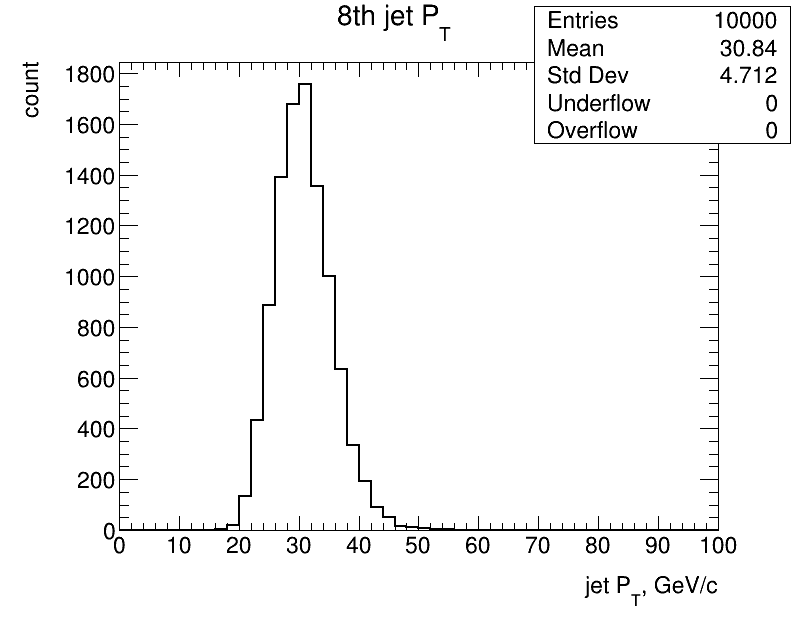 8th jet P_T
Entries 10000
Mean 30.84
Std Dev 4.712
Underflow 0
Overflow 0
count
1800
1600
1400
1200
1000
800
600
400
200
0
0 10 20 30 40 50 60 70 80 90 100
jet P_T, GeV/c